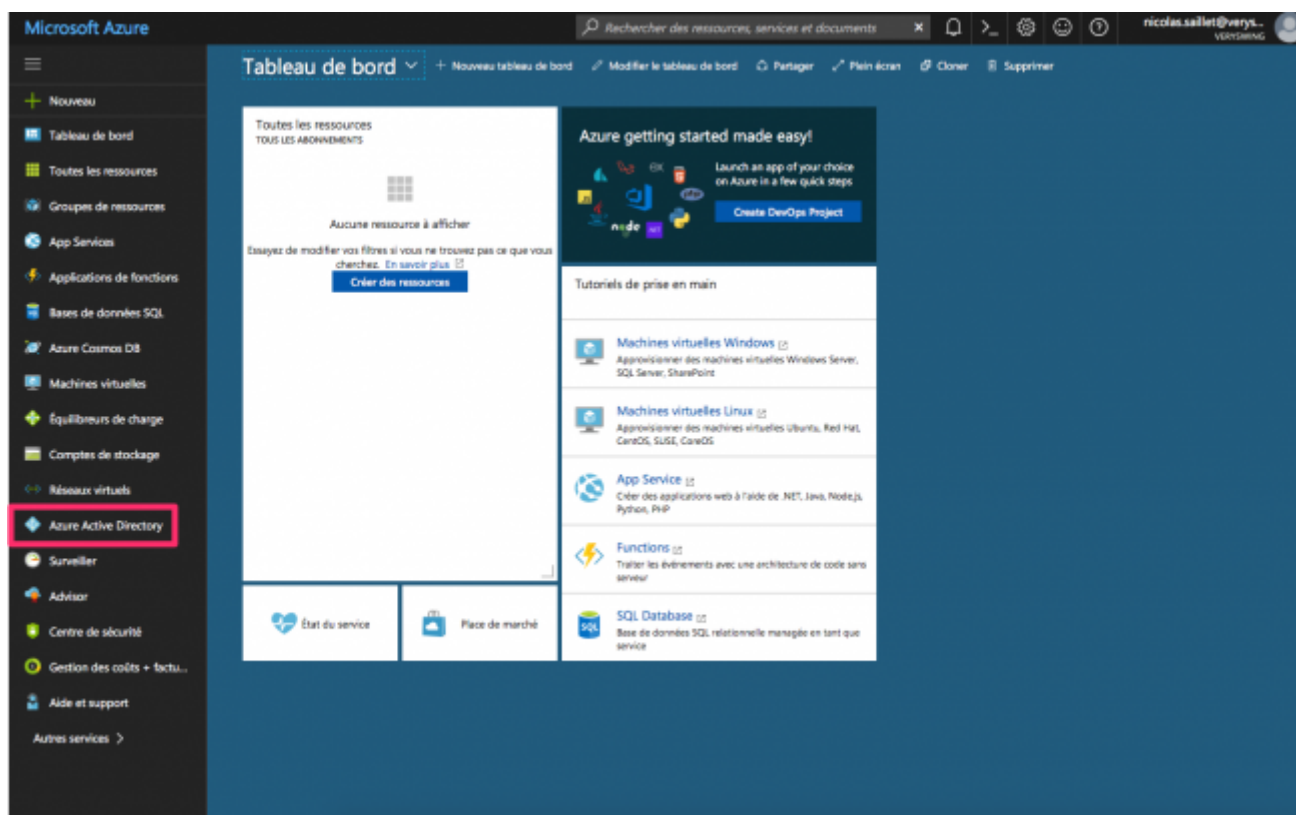 Microsoft Azure
Rechercher des ressources, services et documents
nicolas.saillet@verys...
VERYSWING
Tableau de bord
Nouveau tableau de bord
Modifier le tableau de bord
Partager
Plein écran
Cloner
Supprimer
Nouveau
Tableau de bord
Toutes les ressources
Groupes de ressources
App Services
Applications de fonctions
Bases de données SQL
Azure Cosmos DB
Machines virtuelles
Équilibreurs de charge
Comptes de stockage
Réseaux virtuels
Azure Active Directory
Surveiller
Advisor
Centre de sécurité
Gestion des coûts + factu...
Aide et support
Autres services >
Toutes les ressources
TOUS LES ABONNEMENTS
Aucune ressource à afficher
Essayez de modifier vos filtres si vous ne trouvez pas ce que vous
cherchez. En savoir plus
Créer des ressources
État du service
Place de marché
Azure getting started made easy!
Launch an app of your choice
on Azure in a few quick steps
Create DevOps Project
node
php
Tutoriels de prise en main
Machines virtuelles Windows
Approvisionner des machines virtuelles Windows Server,
SQL Server, SharePoint
Machines virtuelles Linux
Approvisionner des machines virtuelles Ubuntu, Red Hat,
CentOS, SUSE, CoreOS
App Service
Créer des applications web à l'aide de .NET, Java, Node.js,
Python, PHP
Functions
Traiter les événements avec une architecture de code sans
serveur
SQL
SQL Database
Base de données SQL relationnelle managée en tant que
service